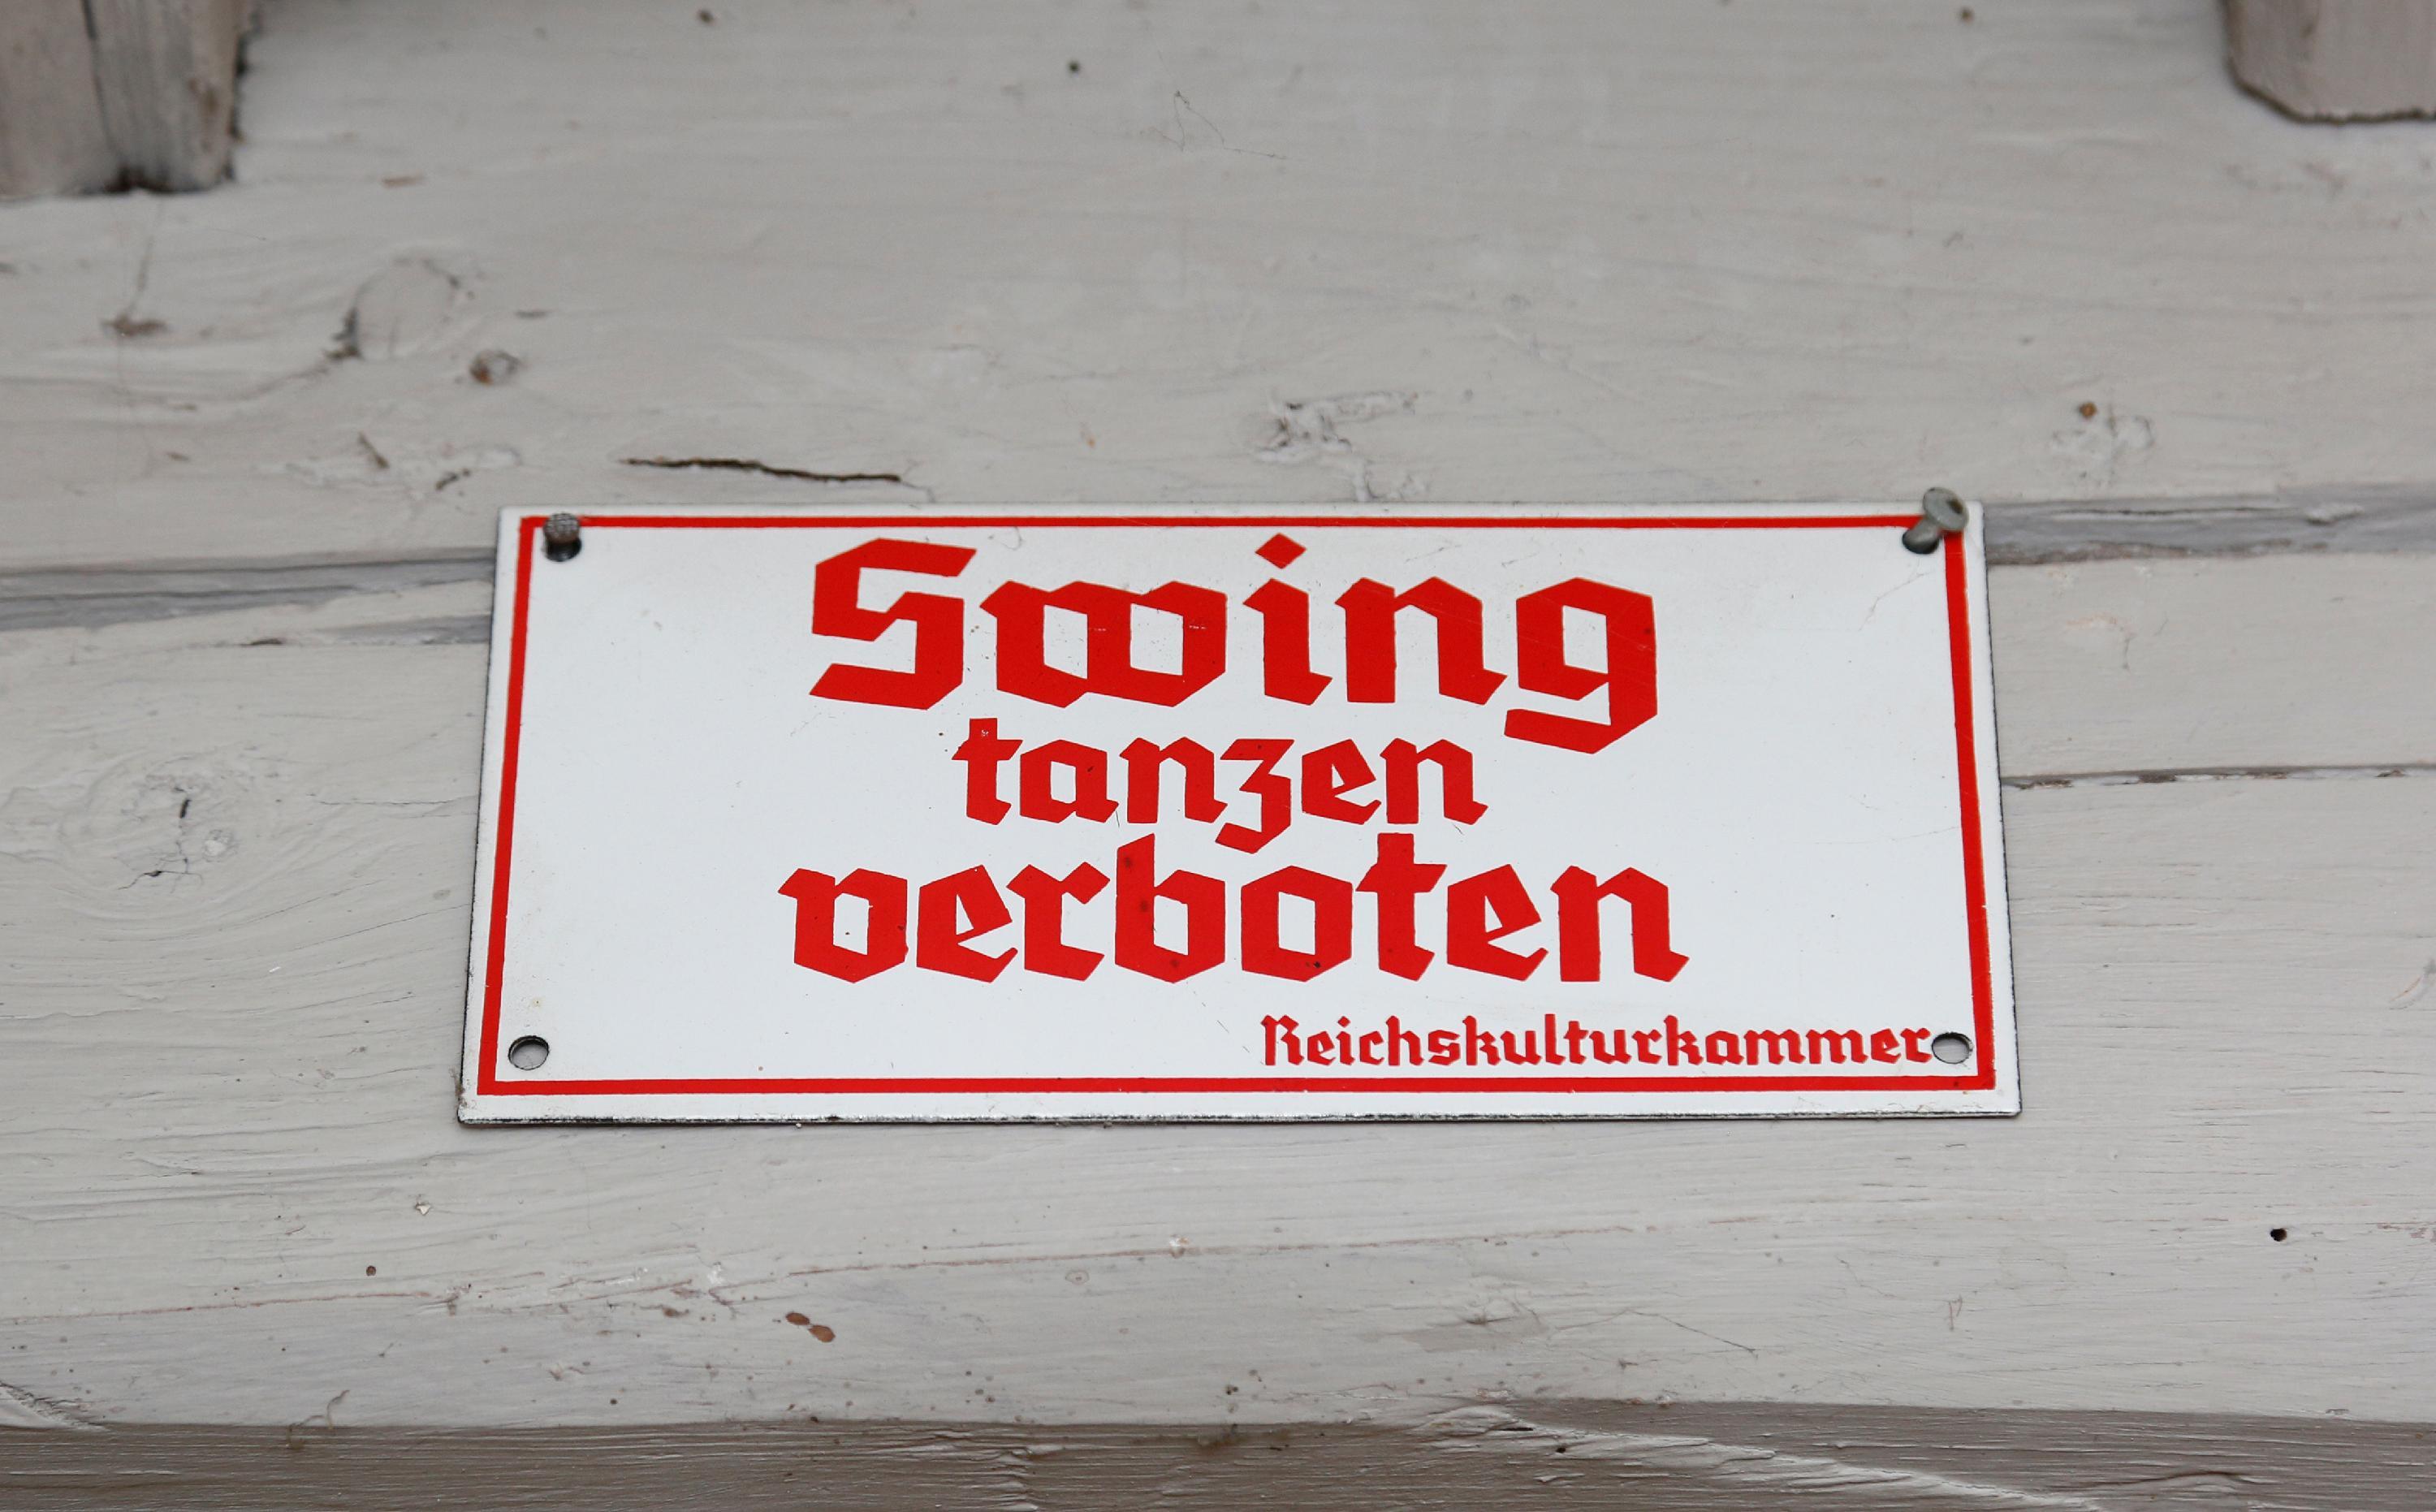 Swing
tanzen
verboten
Reichskulturkammer